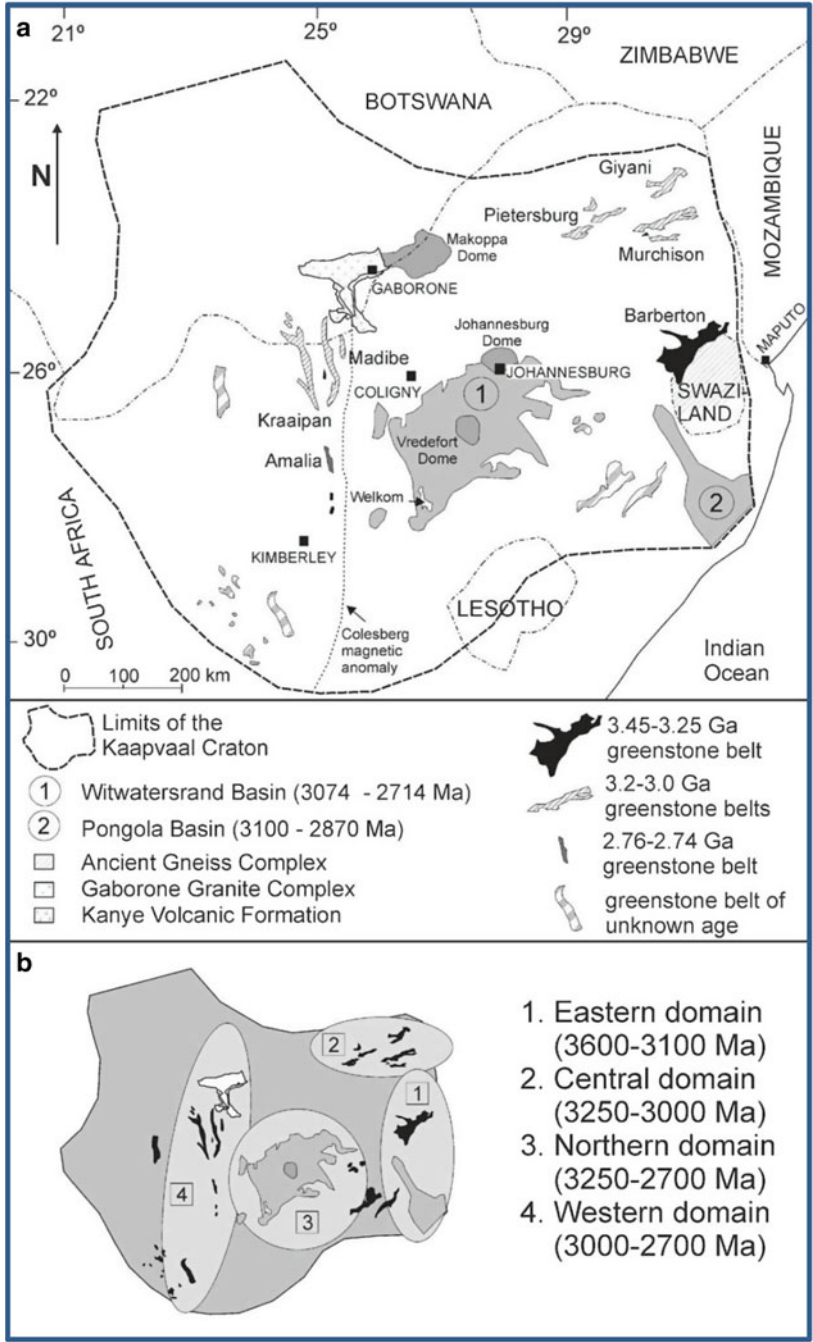 a
21º
25º
29º
22º
26º
30º
N
ZIMBABWE
BOTSWANA
MOZAMBIQUE
Giyani
Pietersburg
Murchison
Makoppa
Dome
GABORONE
Barberton
MAPUTO
Johannesburg
Dome
Madibe
JOHANNESBURG
COLIGNY
1
SWAZI-
LAND
Kraaipan
Vredefort
Dome
Amalia
Welkom
2
SOUTH AFRICA
KIMBERLEY
LESOTHO
Colesberg
magnetic
anomaly
Indian
Ocean
0 100 200 km
Limits of the
Kaapvaal Craton
1 Witwatersrand Basin (3074 - 2714 Ma)
2 Pongola Basin (3100 - 2870 Ma)
Ancient Gneiss Complex
Gaborone Granite Complex
Kanye Volcanic Formation
3.45-3.25 Ga
greenstone belt
3.2-3.0 Ga
greenstone belts
2.76-2.74 Ga
greenstone belt
greenstone belt of
unknown age
b
2
1
4
3
1. Eastern domain
(3600-3100 Ma)
2. Central domain
(3250-3000 Ma)
3. Northern domain
(3250-2700 Ma)
4. Western domain
(3000-2700 Ma)